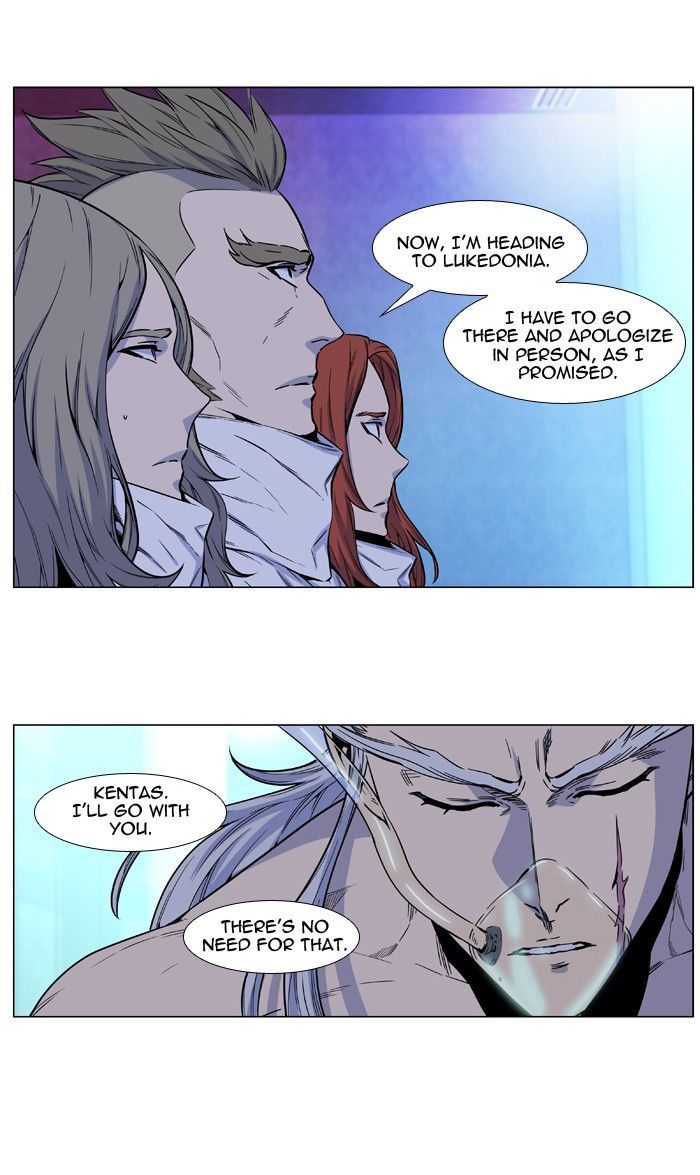 NOW, I'M HEADING
TO LUKEDONIA.
I HAVE TO GO
THERE AND APOLOGIZE
IN PERSON, AS I
PROMISED.
KENTAS.
I'LL GO WITH
YOU.
THERE'S NO
NEED FOR THAT.